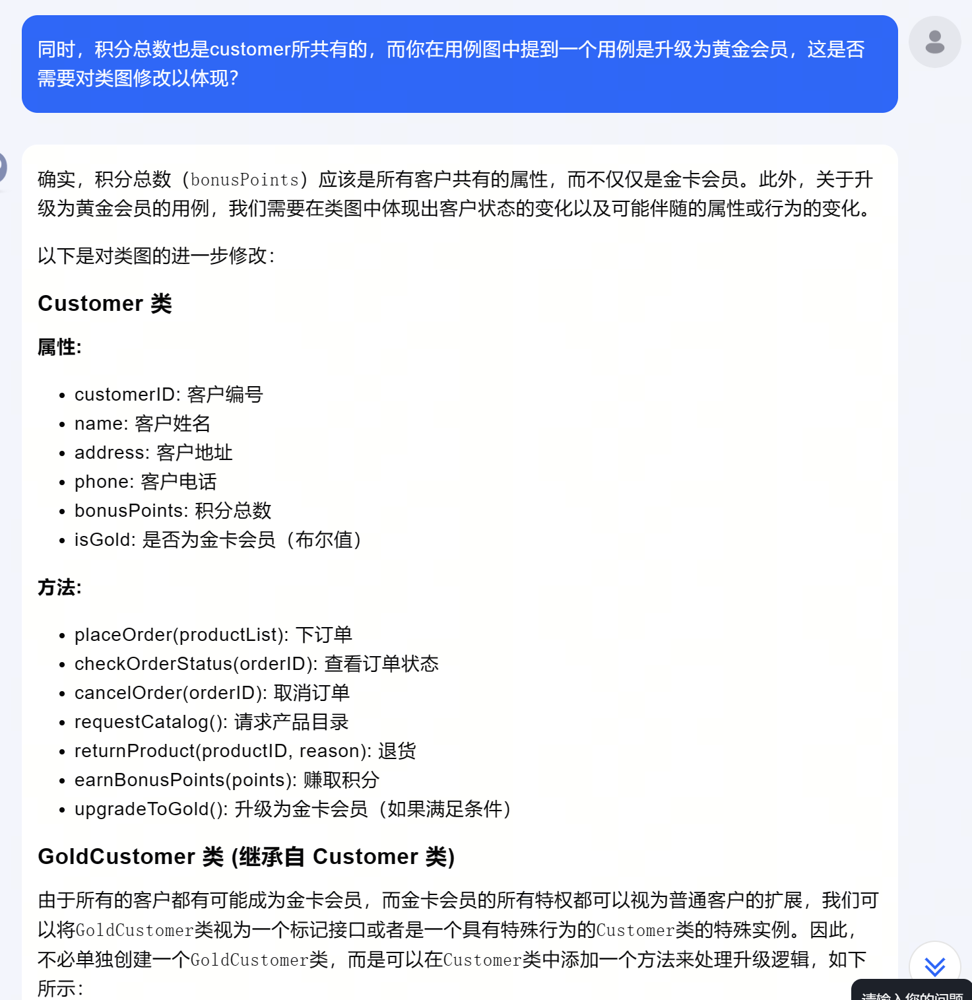 同时，积分总数也是customer所共有的，而你在用例图中提到一个用例是升级为黄金会员，这是否
需要对类图修改以体现？
确实，积分总数（bonusPoints）应该是所有客户共有的属性，而不仅仅是金卡会员。此外，关于升
级为黄金会员的用例，我们需要在类图中体现出客户状态的变化以及可能伴随的属性或行为的变化。
以下是对类图的进一步修改：
Customer 类
属性:
• customerID: 客户编号
• name: 客户姓名
• address: 客户地址
• phone: 客户电话
• bonusPoints: 积分总数
• isGold: 是否为金卡会员（布尔值）
方法:
• placeOrder(productList): 下订单
• checkOrderStatus(orderID): 查看订单状态
• cancelOrder(orderID): 取消订单
• requestCatalog(): 请求产品目录
• returnProduct(productID, reason): 退货
• earnBonusPoints(points): 赚取积分
• upgradeToGold(): 升级为金卡会员（如果满足条件）
GoldCustomer 类 (继承自 Customer 类)
由于所有的客户都有可能成为金卡会员，而金卡会员的所有特权都可以视为普通客户的扩展，我们可
以将GoldCustomer类视为一个标记接口或者是一个具有特殊行为的Customer类的特殊实例。因此，
不必单独创建一个GoldCustomer类，而是可以在Customer类中添加一个方法来处理升级逻辑，如下
所示：
请输入您的问题